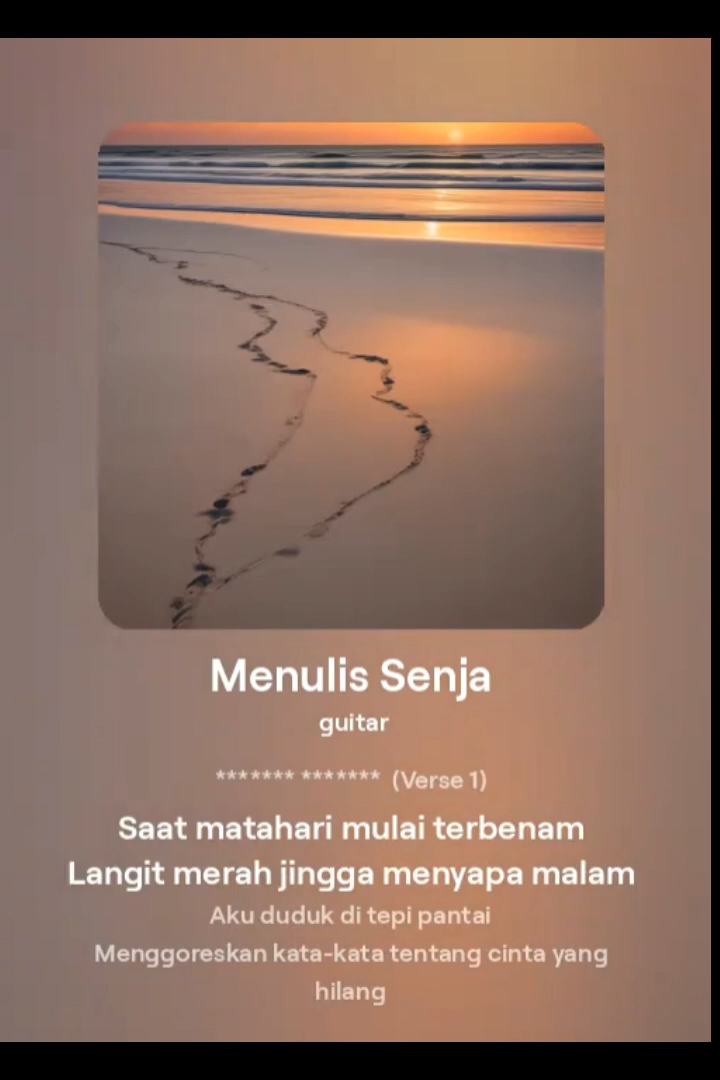 Menulis Senja
guitar
******* ******* (Verse 1)
Saat matahari mulai terbenam
Langit merah jingga menyapa malam
Aku duduk di tepi pantai
Menggoreskan kata-kata tentang cinta yang
hilang